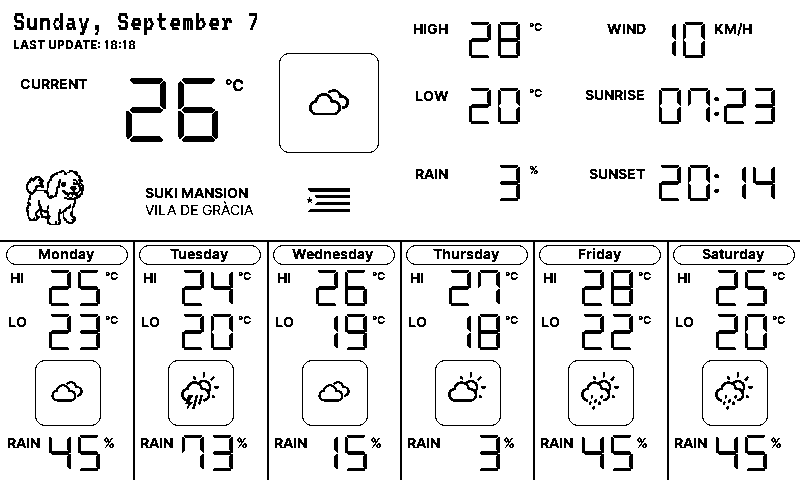 Sunday, September 7
LAST UPDATE: 18:18
CURRENT 26 °C
SUKI MANSION
VILA DE GRÀCIA
HIGH 28 °C
LOW 20 °C
RAIN 3 %
WIND 10 KM/H
SUNRISE 07:23
SUNSET 20:14
Monday
HI 25 °C
LO 23 °C
RAIN 45 %
Tuesday
HI 24 °C
LO 20 °C
RAIN 73 %
Wednesday
HI 26 °C
LO 19 °C
RAIN 15 %
Thursday
HI 27 °C
LO 18 °C
RAIN 3 %
Friday
HI 28 °C
LO 22 °C
RAIN 45 %
Saturday
HI 25 °C
LO 20 °C
RAIN 45 %